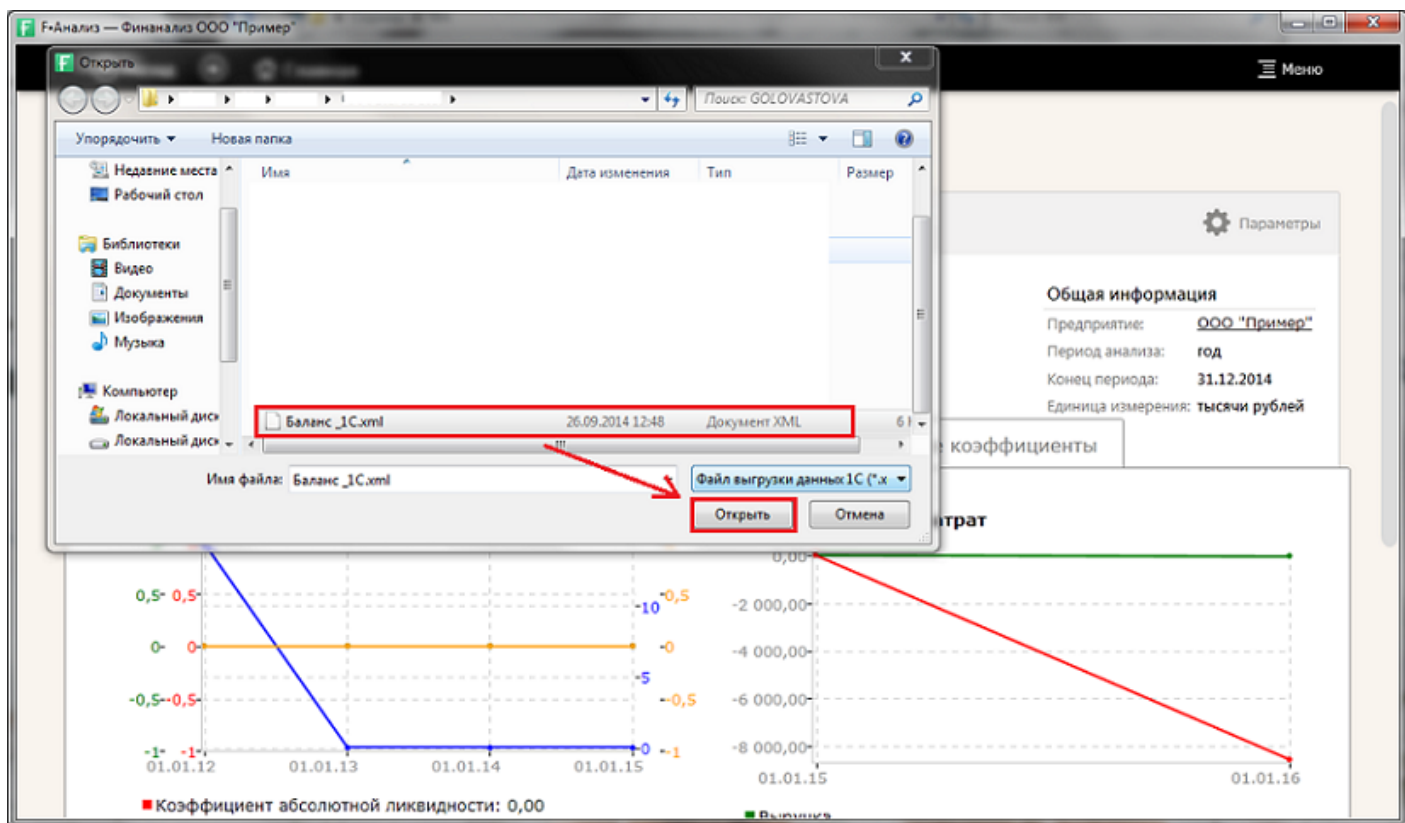 F•Анализ — Финанализ ООО "Пример"
Открыть
Главная
Меню
Поиск: GOLOVASTOVA
Упорядочить Новая папка
Недавние места
Рабочий стол
Библиотеки
Видео
Документы
Изображения
Музыка
Компьютер
Локальный диск
Локальный диск
Имя Дата изменения Тип Размер
Баланс _1C.xml 26.09.2014 12:48 Документ XML 6
Имя файла: Баланс _1C.xml Файл выгрузки данных 1C (*.x
Открыть Отмена
Параметры
Общая информация
Предприятие: ООО "Пример"
Период анализа: год
Конец периода: 31.12.2014
Единица измерения: тысячи рублей
коэффициенты
трат
0,5 0,5 10 0,5
0 0 0
5
-0,5 -0,5 -0,5
-1 -1 0 -1
01.01.12 01.01.13 01.01.14 01.01.15
Коэффициент абсолютной ликвидности: 0,00
0,00
-2 000,00
-4 000,00
-6 000,00
-8 000,00
01.01.15 01.01.16
Выручка